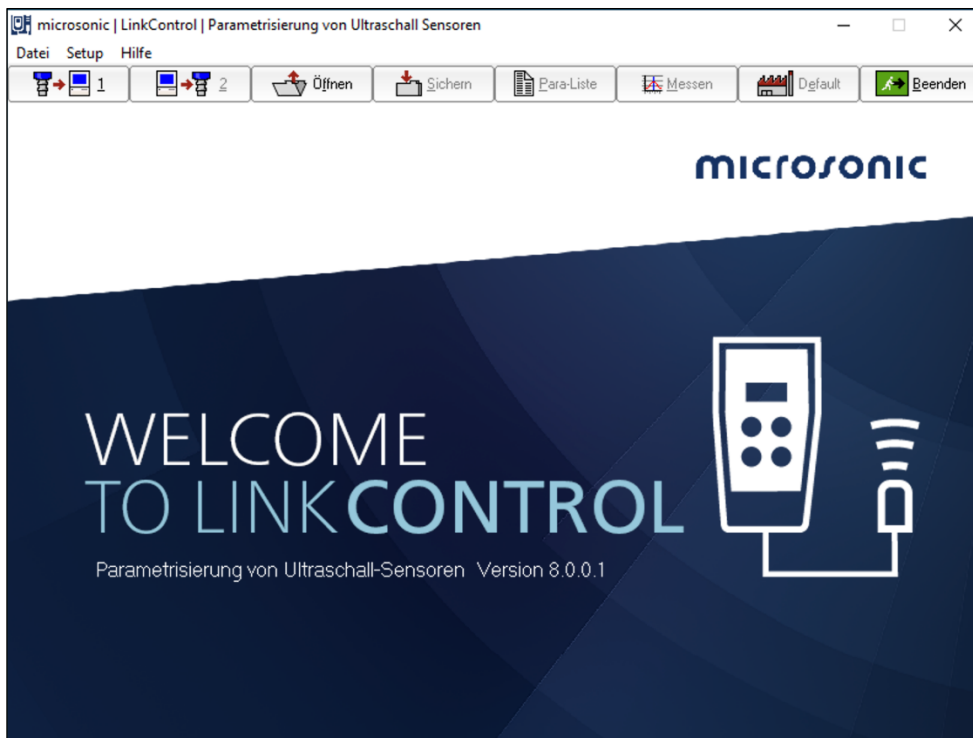 microsonic | LinkControl | Parametrisierung von Ultraschall Sensoren
Datei Setup Hilfe
1 2 Öffnen Sichern Para-Liste Messen Default Beenden
microsonic
WELCOME
TO LINKCONTROL
Parametrisierung von Ultraschall-Sensoren Version 8.0.0.1